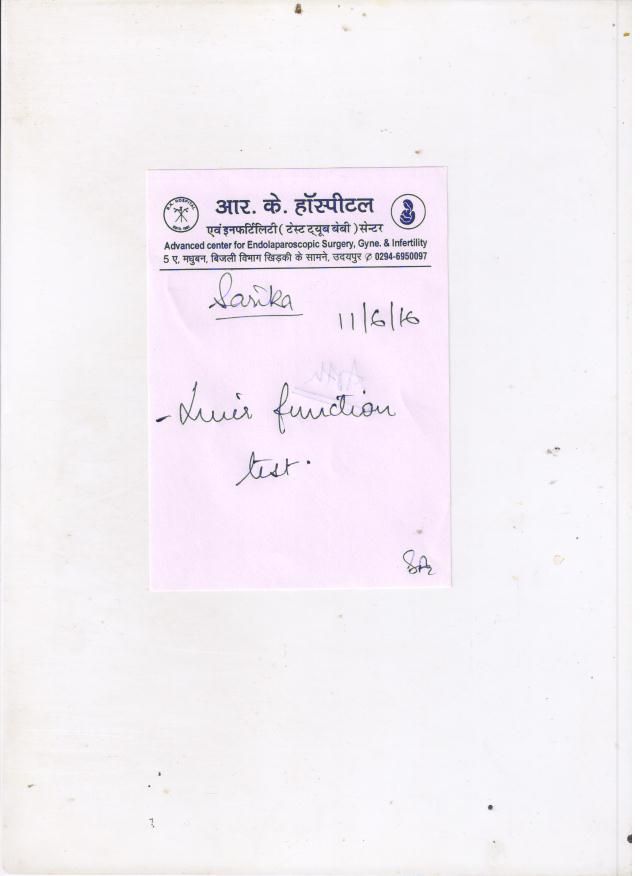 R.K. HOSPITAL
आर. के. हॉस्पीटल
एवं इनफर्टिलिटी ( टेस्ट ट्यूब बेबी ) सेन्टर
Advanced center for Endolaparoscopic Surgery, Gyne. & Infertility
5 ए, मधुबन, बिजली विभाग खिड़की के सामने, उदयपुर ✆ 0294-6950097
Sarika
11/6/16
- Liver function
test.